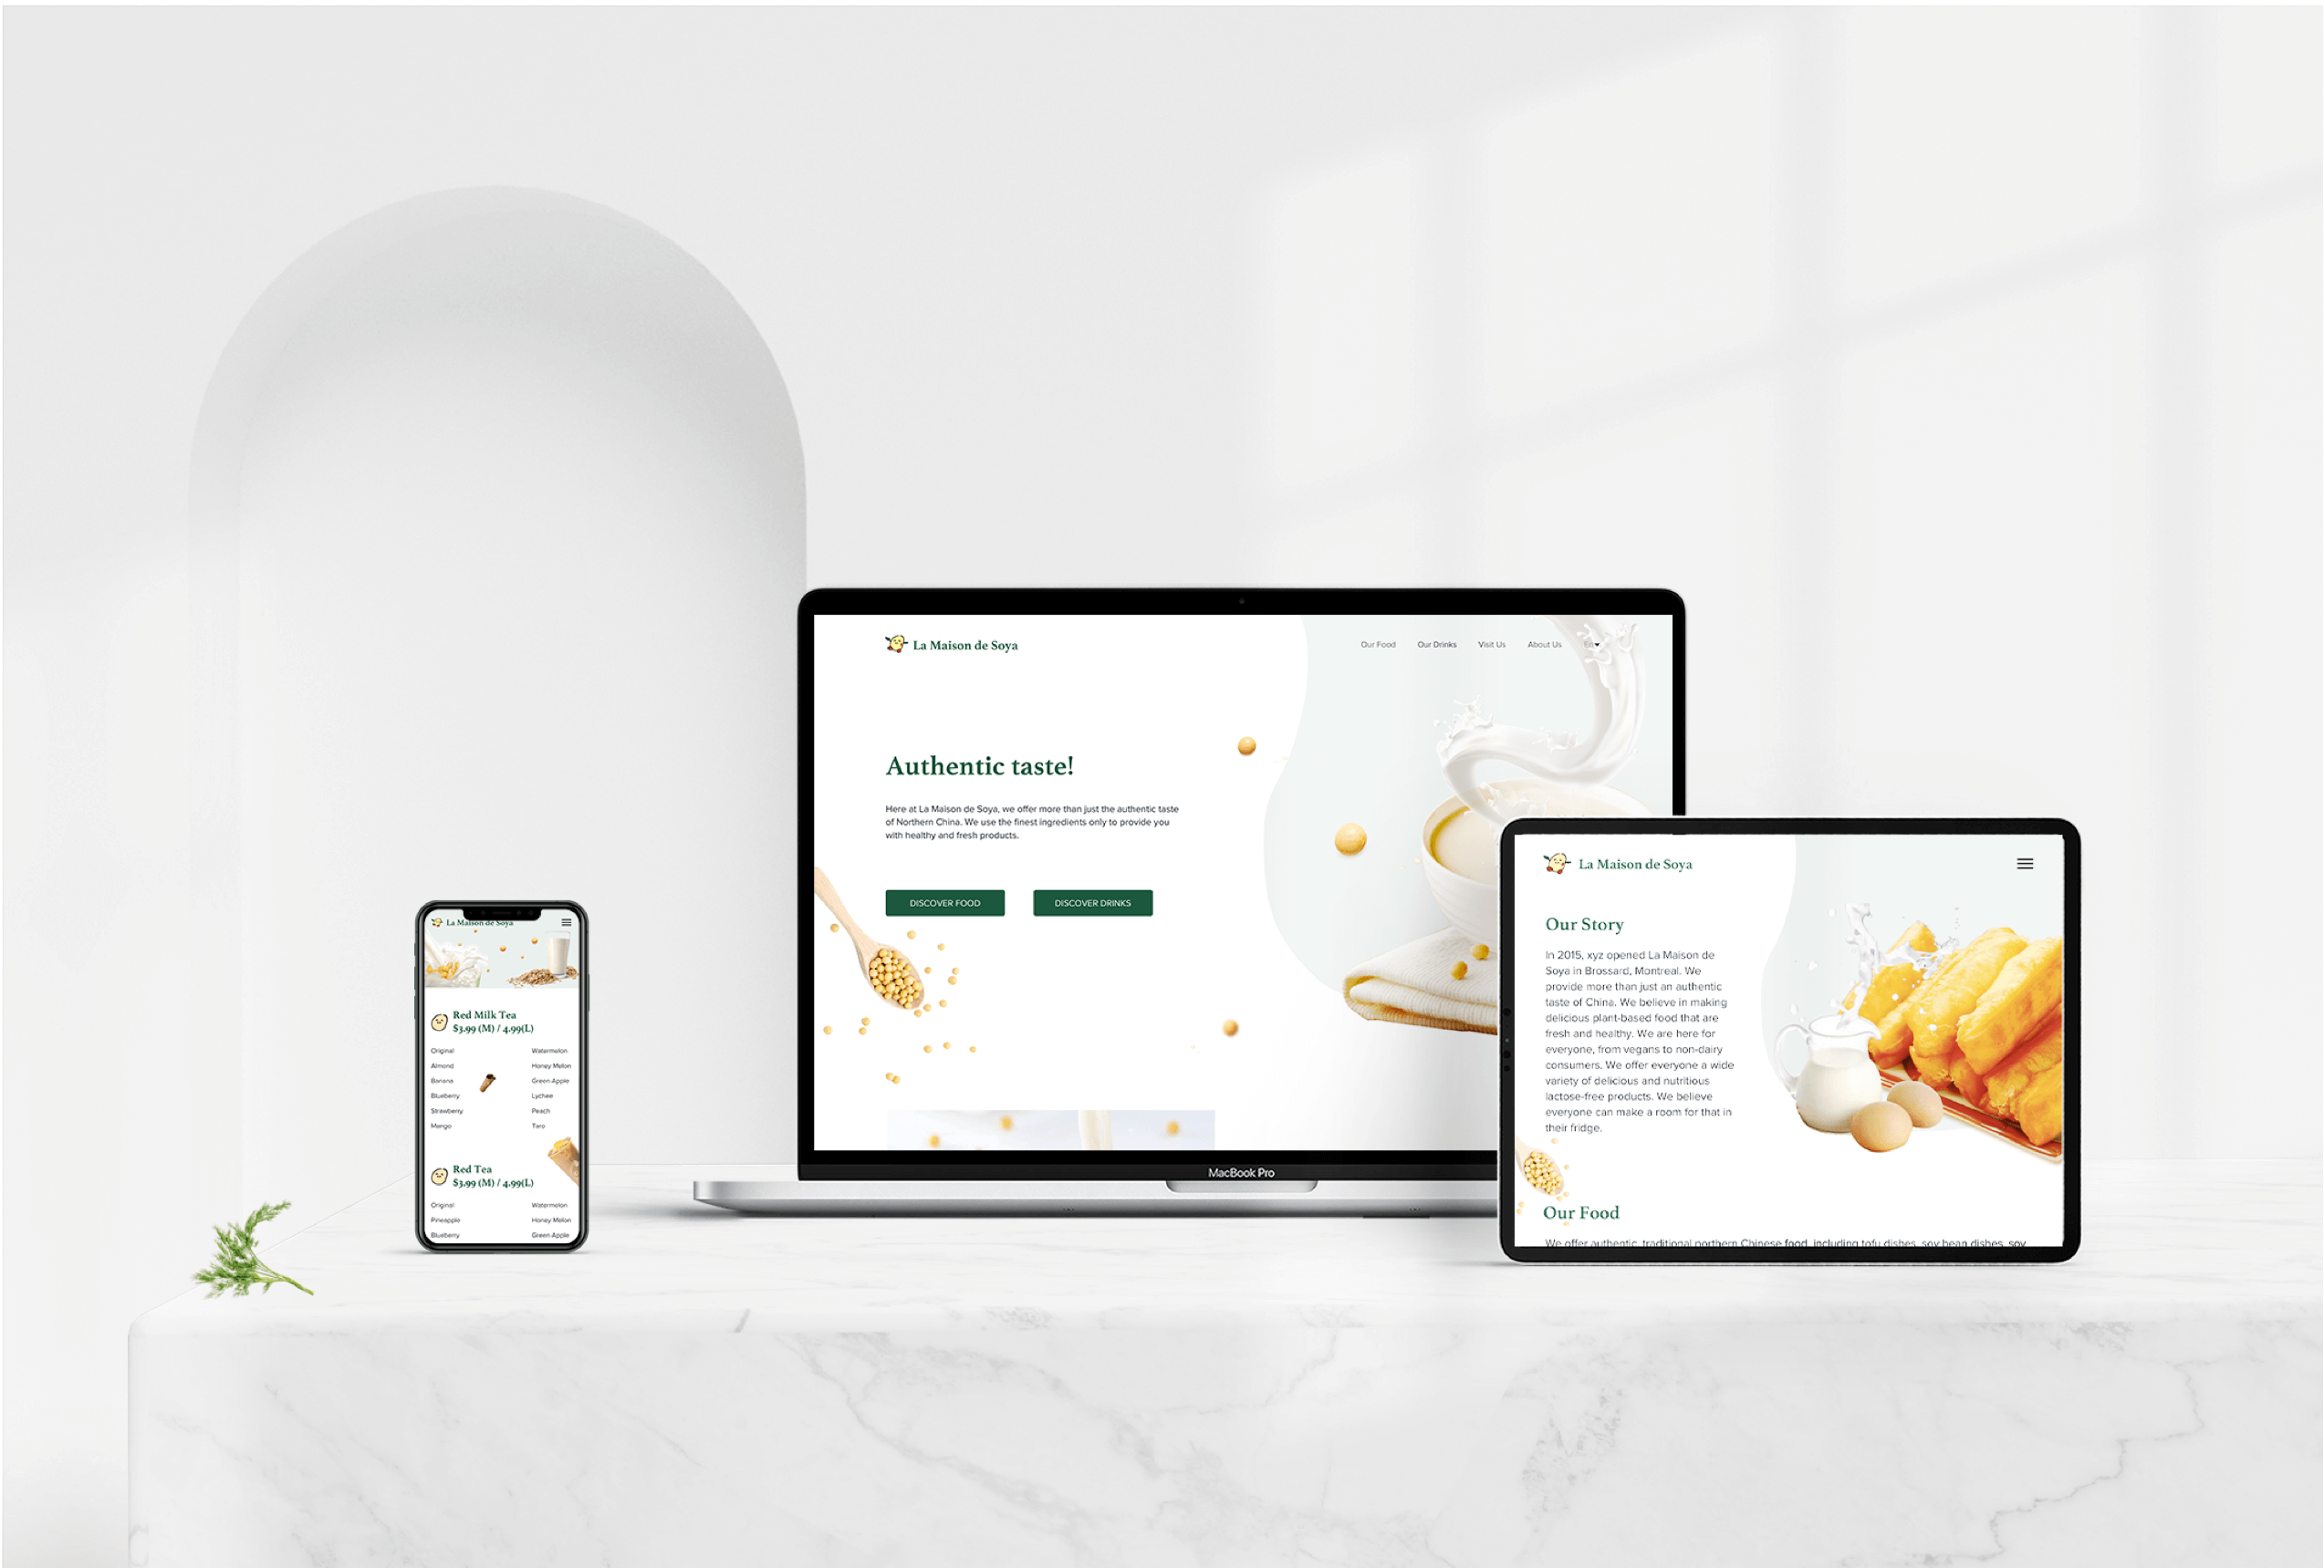 La Maison de Soya
Our Food
Our Drinks
Visit Us
About Us
En
Authentic taste!
Here at La Maison de Soya, we offer more than just the authentic taste
of Northern China. We use the finest ingredients only to provide you
with healthy and fresh products.
DISCOVER FOOD
DISCOVER DRINKS
MacBook Pro
La Maison de Soya
Red Milk Tea
$3.99 (M) / 4.99(L)
Original
Almond
Banana
Blueberry
Strawberry
Mango
Watermelon
Honey Melon
Green Apple
Lychee
Peach
Taro
Red Tea
$3.99 (M) / 4.99(L)
Original
Pineapple
Blueberry
Watermelon
Honey Melon
Green Apple
La Maison de Soya
Our Story
In 2015, xyz opened La Maison de
Soya in Brossard, Montreal. We
provide more than just an authentic
taste of China. We believe in making
delicious plant-based food that are
fresh and healthy. We are here for
everyone, from vegans to non-dairy
consumers. We offer everyone a wide
variety of delicious and nutritious
lactose-free products. We believe
everyone can make a room for that in
their fridge.
Our Food
We offer authentic, traditional northern Chinese food, including tofu dishes, soy bean dishes, soy